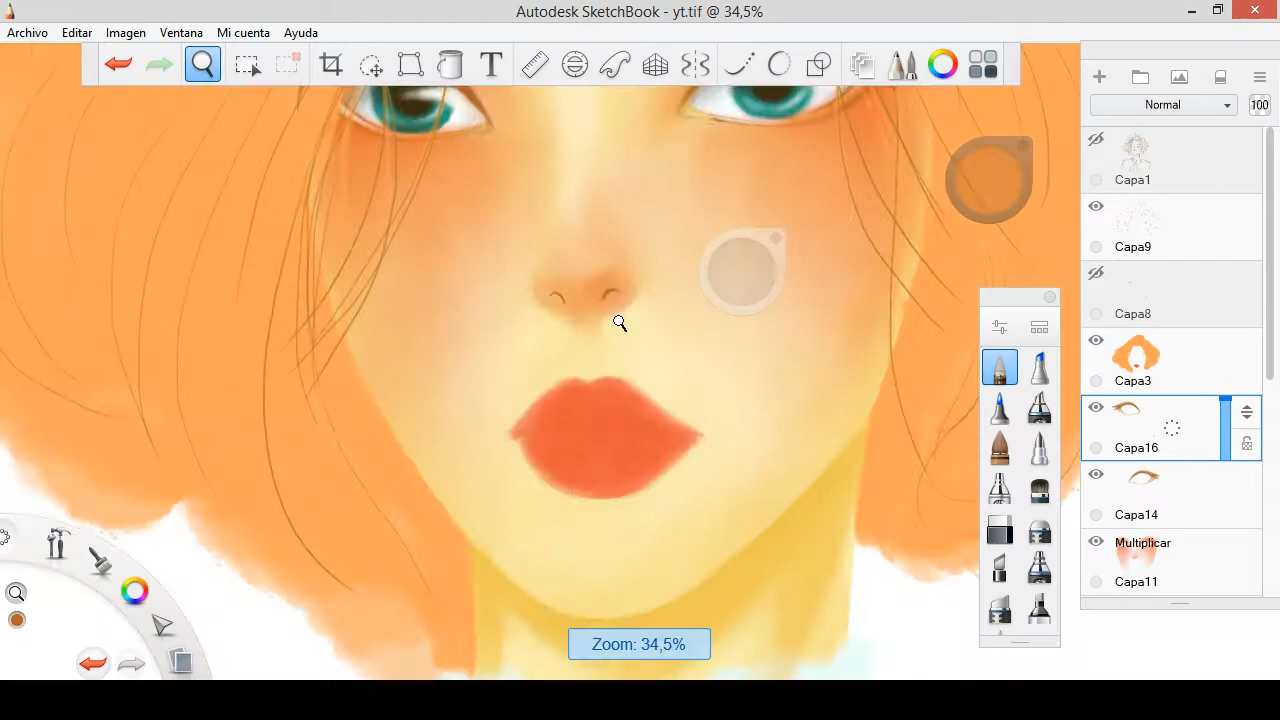 Autodesk SketchBook - yt.tif @ 34,5%
Archivo Editar Imagen Ventana Mi cuenta Ayuda
T
Normal 100
Capa1
Capa9
Capa8
Capa3
Capa16
Capa14
Multiplicar
Capa11
Zoom: 34,5%